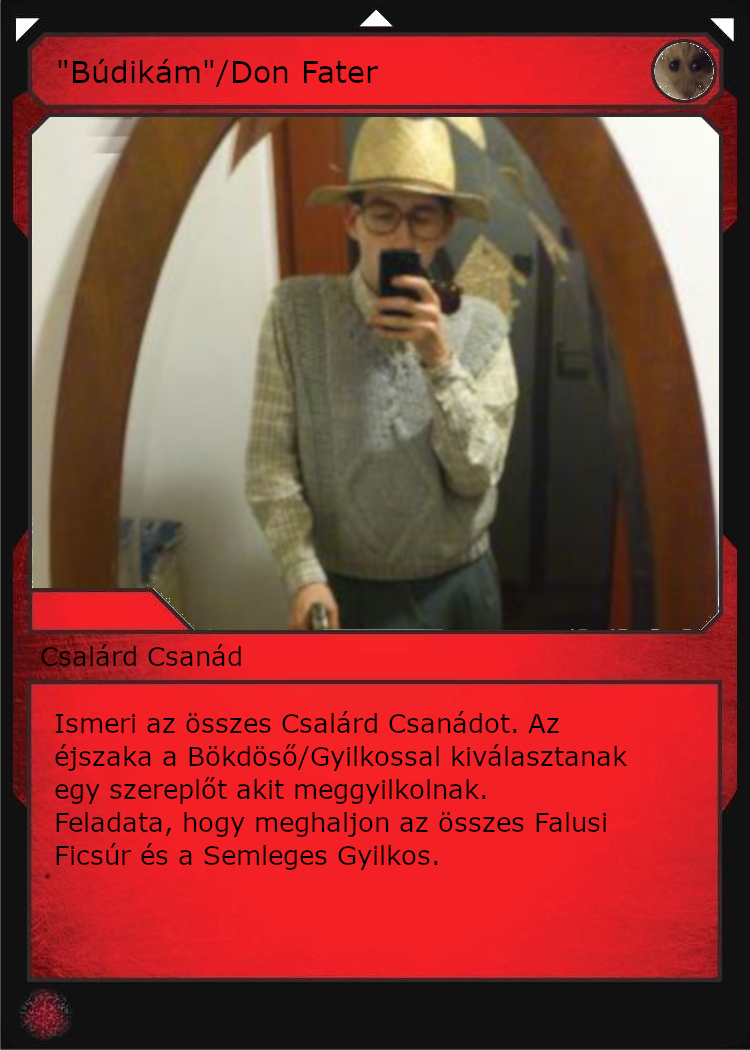 "Búdikám"/Don Fater
Csalárd Csanád
Ismeri az összes Csalárd Csanádot. Az
éjszaka a Bökdöső/Gyilkossal kiválasztanak
egy szereplőt akit meggyilkolnak.
Feladata, hogy meghaljon az összes Falusi
Ficsúr és a Semleges Gyilkos.